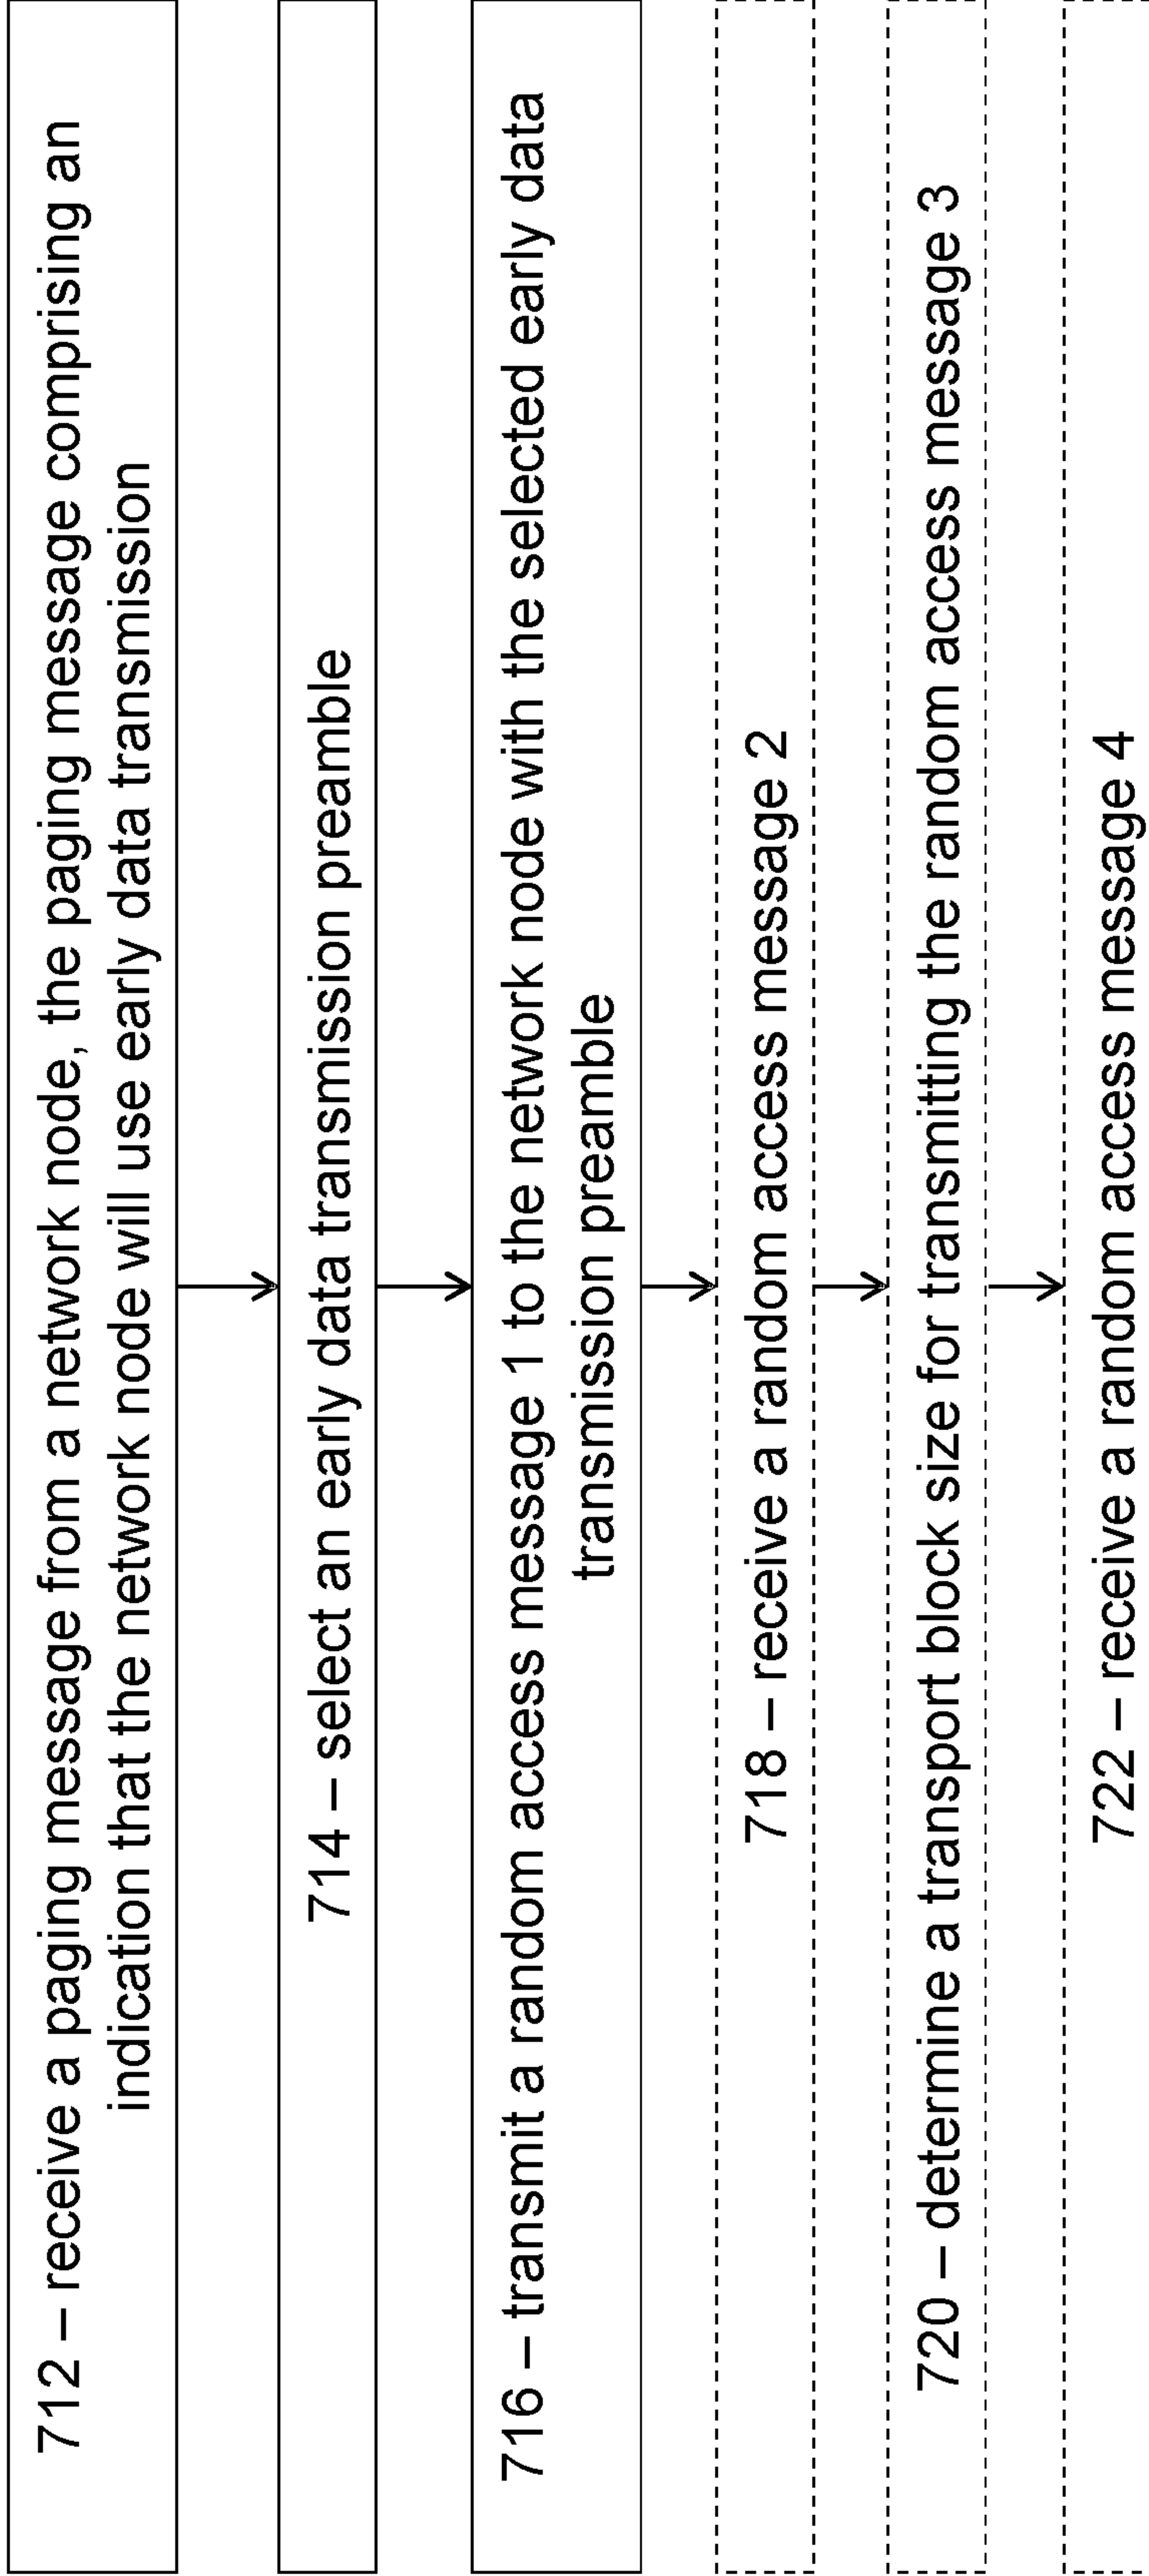 712 – receive a paging message from a network node, the paging message comprising an
indication that the network node will use early data transmission
714 – select an early data transmission preamble
716 – transmit a random access message 1 to the network node with the selected early data
transmission preamble
718 – receive a random access message 2
720 – determine a transport block size for transmitting the random access message 3
722 – receive a random access message 4